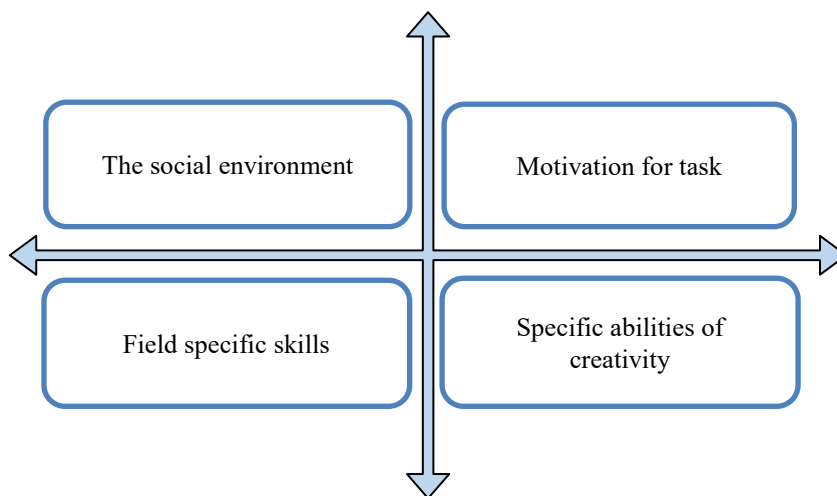 The social environment
Motivation for task
Field specific skills
Specific abilities of
creativity